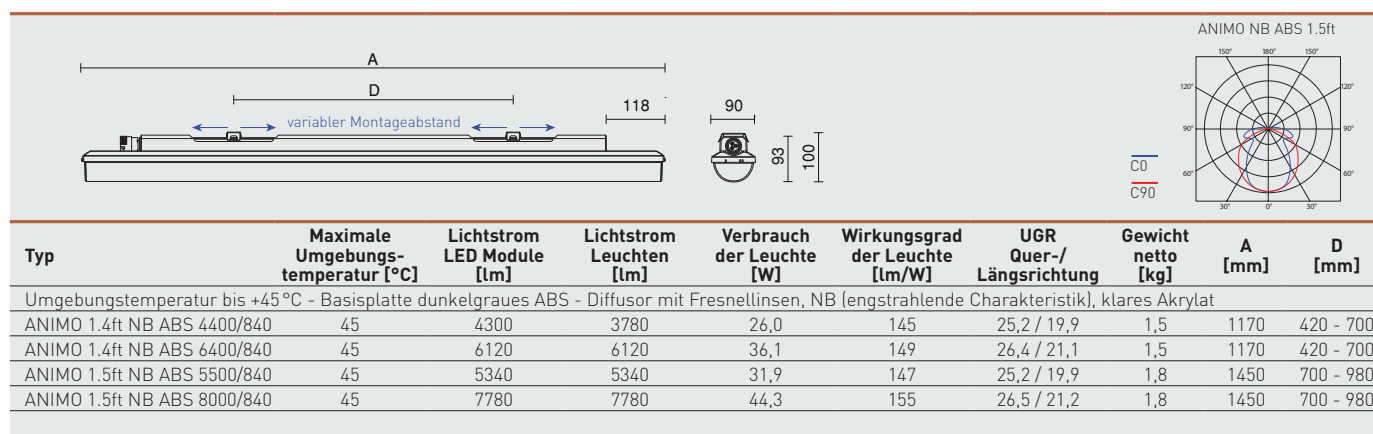 ANIMO NB ABS 1.5ft
A
D
118
90
variabler Montageabstand
93
100
150° 180° 150°
120° 120°
90° 90°
60° 60°
30° 0° 30°
C0
C90
Typ Maximale Umgebungs-temperatur [°C] Lichtstrom LED Module [lm] Lichtstrom Leuchten [lm] Verbrauch der Leuchte [W] Wirkungsgrad der Leuchte [lm/W] UGR Quer-/Längsrichtung Gewicht netto [kg] A [mm] D [mm]
Umgebungstemperatur bis +45°C - Basisplatte dunkelgraues ABS - Diffusor mit Fresnellinsen, NB (engstrahlende Charakteristik), klares Akrylat
ANIMO 1.4ft NB ABS 4400/840 45 4300 3780 26,0 145 25,2 / 19,9 1,5 1170 420 - 700
ANIMO 1.4ft NB ABS 6400/840 45 6120 6120 36,1 149 26,4 / 21,1 1,5 1170 420 - 700
ANIMO 1.5ft NB ABS 5500/840 45 5340 5340 31,9 147 25,2 / 19,9 1,8 1450 700 - 980
ANIMO 1.5ft NB ABS 8000/840 45 7780 7780 44,3 155 26,5 / 21,2 1,8 1450 700 - 980